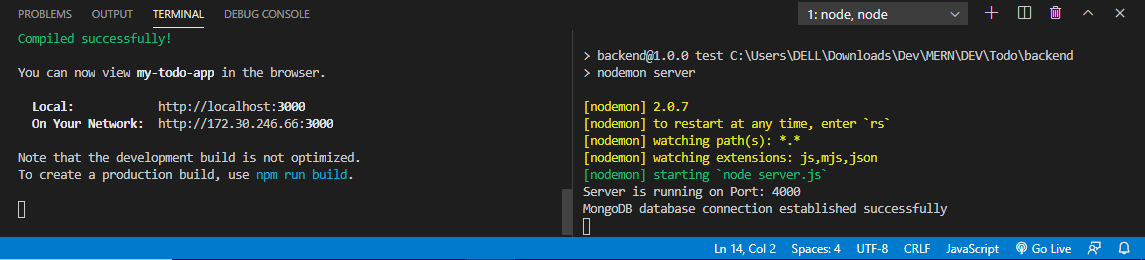 PROBLEMS OUTPUT TERMINAL DEBUG CONSOLE 1: node, node
Compiled successfully!
You can now view my-todo-app in the browser.
Local: http://localhost:3000
On Your Network: http://172.30.246.66:3000
Note that the development build is not optimized.
To create a production build, use npm run build.
> backend@1.0.0 test C:\Users\DELL\Downloads\Dev\MERN\DEV\Todo\backend
> nodemon server
[nodemon] 2.0.7
[nodemon] to restart at any time, enter `rs`
[nodemon] watching path(s): *.*
[nodemon] watching extensions: js,mjs,json
[nodemon] starting `node server.js`
Server is running on Port: 4000
MongoDB database connection established successfully
Ln 14, Col 2 Spaces: 4 UTF-8 CRLF JavaScript Go Live